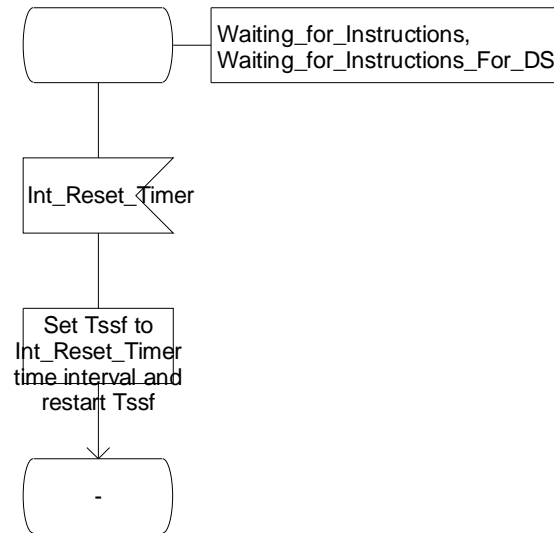 Waiting_for_Instructions,
Waiting_for_Instructions_For_DS
Int_Reset_Timer
Set Tssf to
Int_Reset_Timer
time interval and
restart Tssf
-